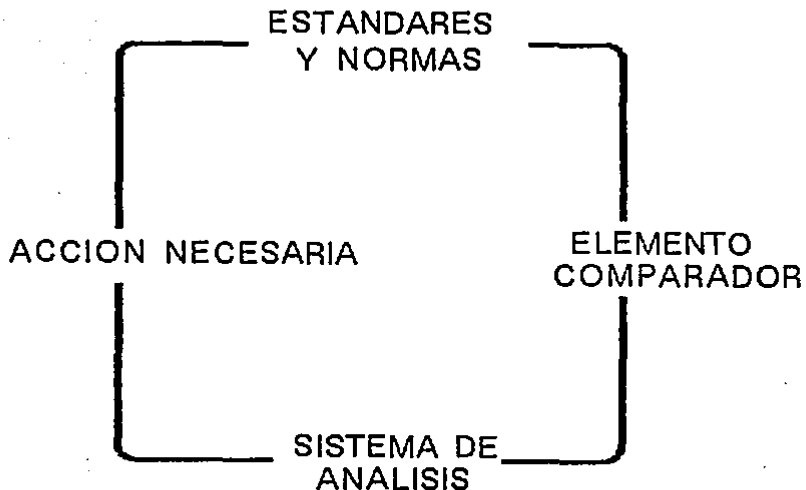 ESTANDARES
Y NORMAS
ACCION NECESARIA
ELEMENTO
COMPARADOR
SISTEMA DE
ANALISIS